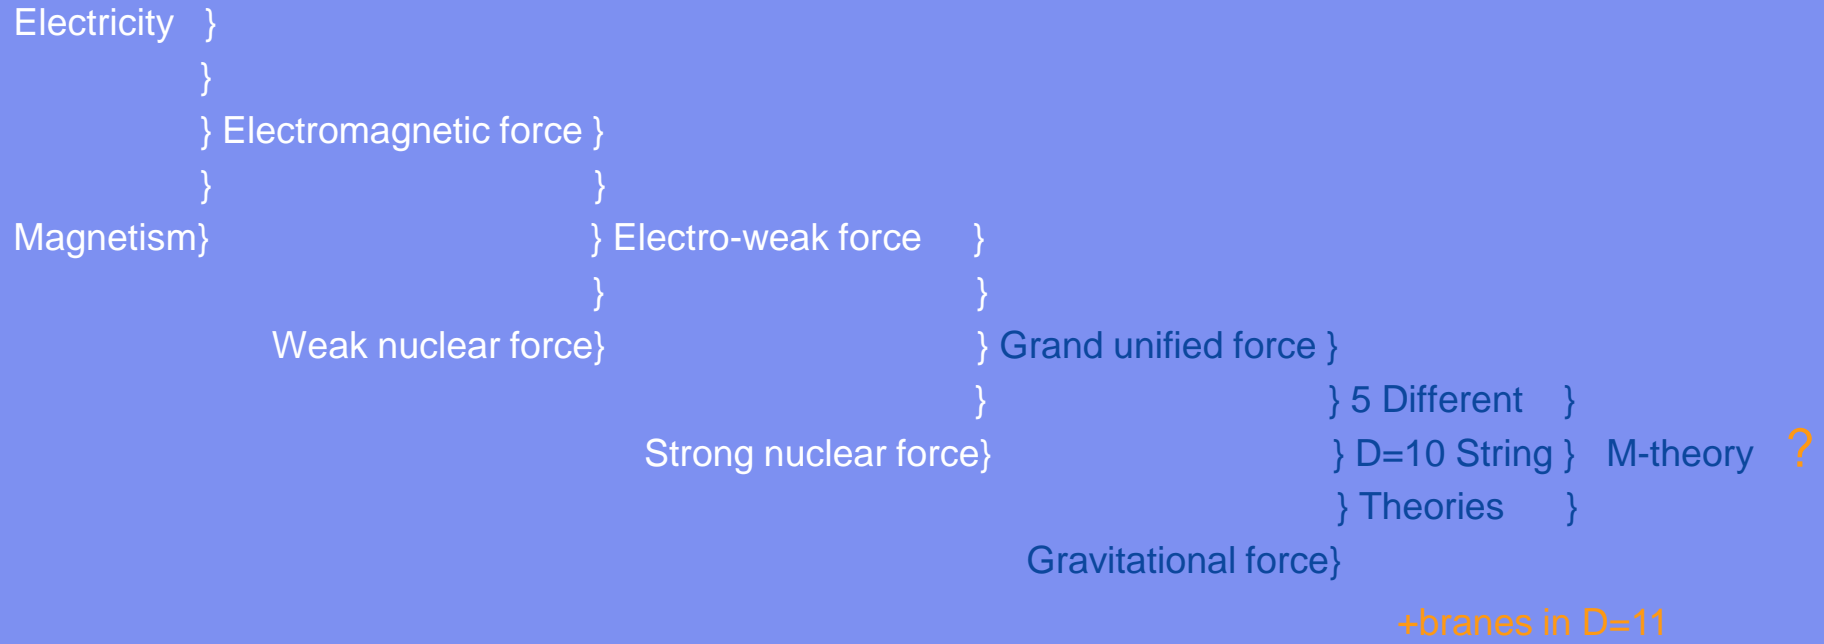 Electricity }
}
} Electromagnetic force }
} }
Magnetism} } Electro-weak force }
} }
Weak nuclear force} } Grand unified force }
} } 5 Different }
Strong nuclear force} } D=10 String } M-theory ?
} Theories }
Gravitational force}
+branes in D=11